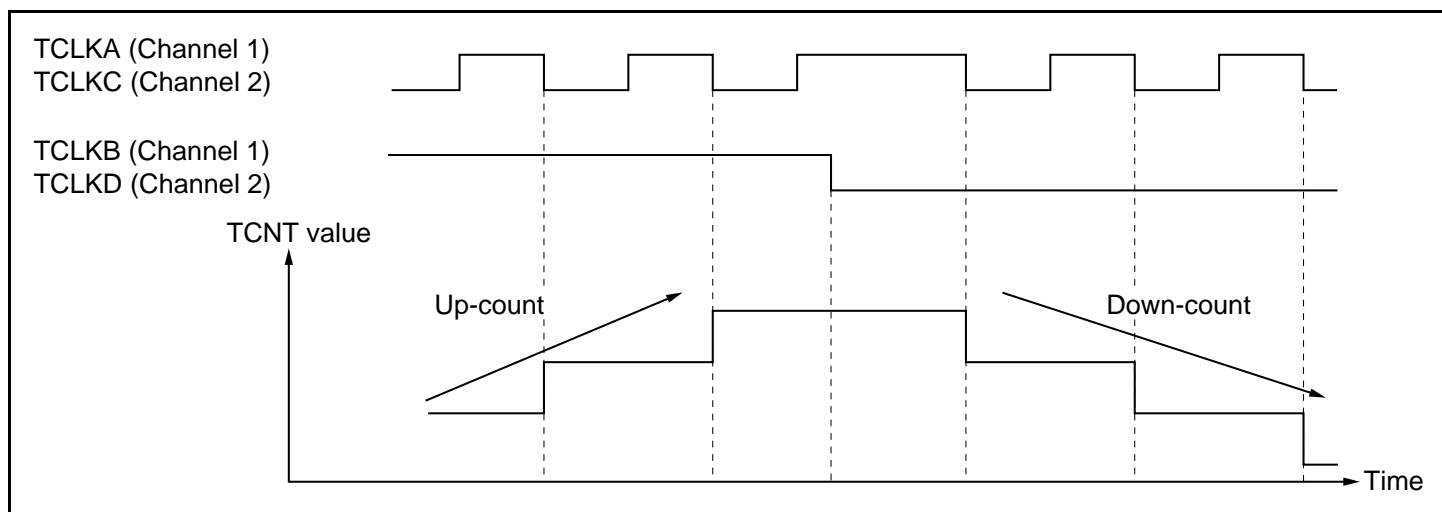 TCLKA (Channel 1)
TCLKC (Channel 2)
TCLKB (Channel 1)
TCLKD (Channel 2)
TCNT value
Up-count
Down-count
Time